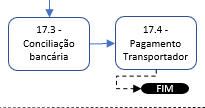 17.3 -
Conciliação
bancária
17.4 -
Pagamento
Transportador
FIM